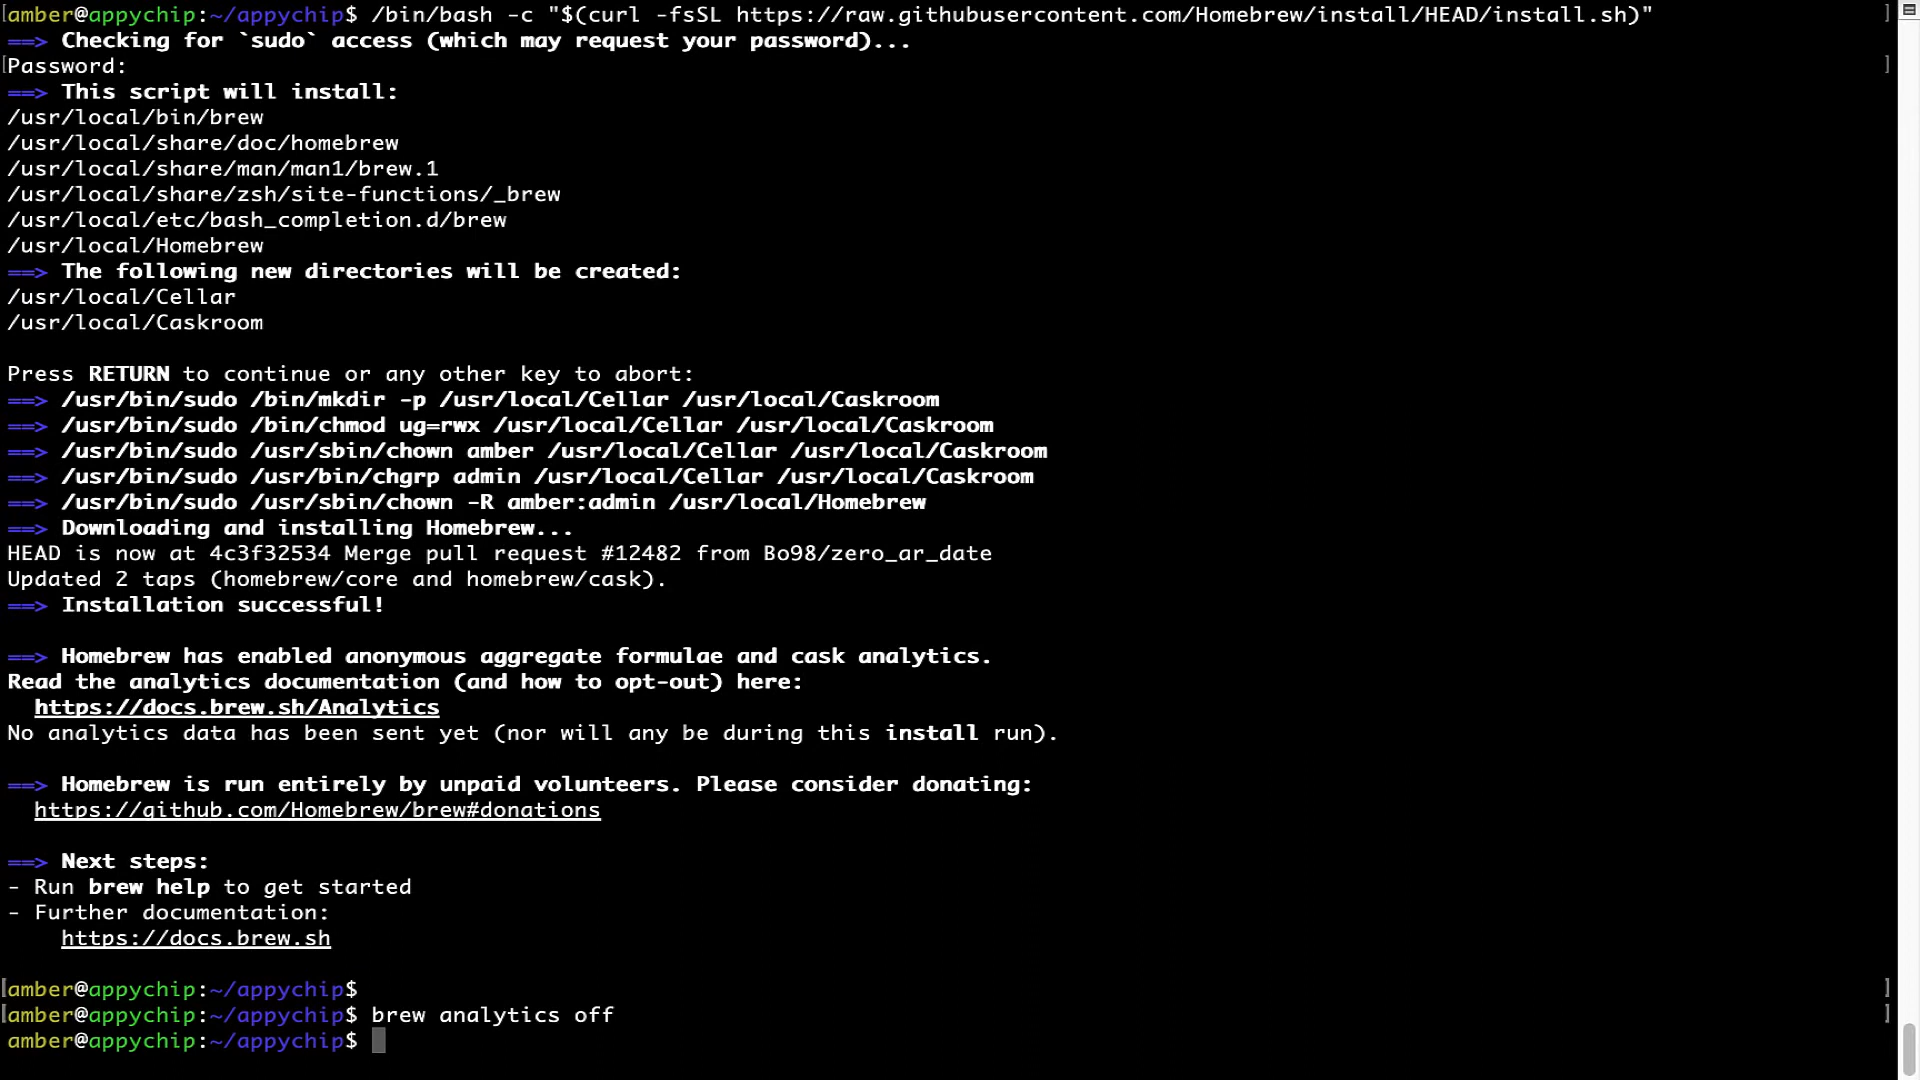 amber@appychip:~/appychip$ /bin/bash -c "$(curl -fsSL https://raw.githubusercontent.com/Homebrew/install/HEAD/install.sh)"
==> Checking for `sudo` access (which may request your password)...
Password:
==> This script will install:
/usr/local/bin/brew
/usr/local/share/doc/homebrew
/usr/local/share/man/man1/brew.1
/usr/local/share/zsh/site-functions/_brew
/usr/local/etc/bash_completion.d/brew
/usr/local/Homebrew
==> The following new directories will be created:
/usr/local/Cellar
/usr/local/Caskroom
Press RETURN to continue or any other key to abort:
==> /usr/bin/sudo /bin/mkdir -p /usr/local/Cellar /usr/local/Caskroom
==> /usr/bin/sudo /bin/chmod ug=rwx /usr/local/Cellar /usr/local/Caskroom
==> /usr/bin/sudo /usr/sbin/chown amber /usr/local/Cellar /usr/local/Caskroom
==> /usr/bin/sudo /usr/bin/chgrp admin /usr/local/Cellar /usr/local/Caskroom
==> /usr/bin/sudo /usr/sbin/chown -R amber:admin /usr/local/Homebrew
==> Downloading and installing Homebrew...
HEAD is now at 4c3f32534 Merge pull request #12482 from Bo98/zero_ar_date
Updated 2 taps (homebrew/core and homebrew/cask).
==> Installation successful!
==> Homebrew has enabled anonymous aggregate formulae and cask analytics.
Read the analytics documentation (and how to opt-out) here:
https://docs.brew.sh/Analytics
No analytics data has been sent yet (nor will any be during this install run).
==> Homebrew is run entirely by unpaid volunteers. Please consider donating:
https://github.com/Homebrew/brew#donations
==> Next steps:
- Run brew help to get started
- Further documentation:
https://docs.brew.sh
amber@appychip:~/appychip$
amber@appychip:~/appychip$ brew analytics off
amber@appychip:~/appychip$